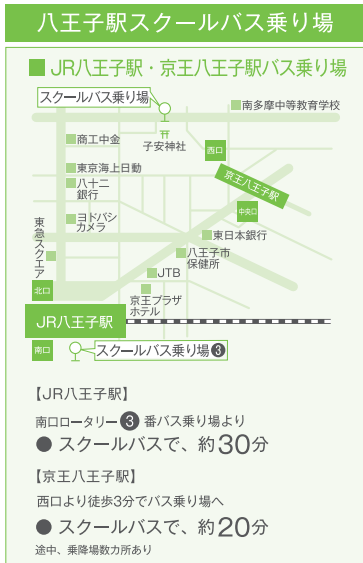 八王子駅スクールバス乗り場
■JR八王子駅・京王八王子駅バス乗り場
スクールバス乗り場
南多摩中等教育学校
子安神社
商工中金
西口
東京海上日動
京王八王子駅
八十二
銀行
中央口
ヨドバシ
カメラ
東急スクエア
東日本銀行
八王子市
保健所
JTB
北口
京王プラザ
ホテル
JR八王子駅
南口
スクールバス乗り場❸
【JR八王子駅】
南口ロータリー❸番バス乗り場より
●スクールバスで、約30分
【京王八王子駅】
西口より徒歩3分でバス乗り場へ
●スクールバスで、約20分
途中、乗降場数カ所あり